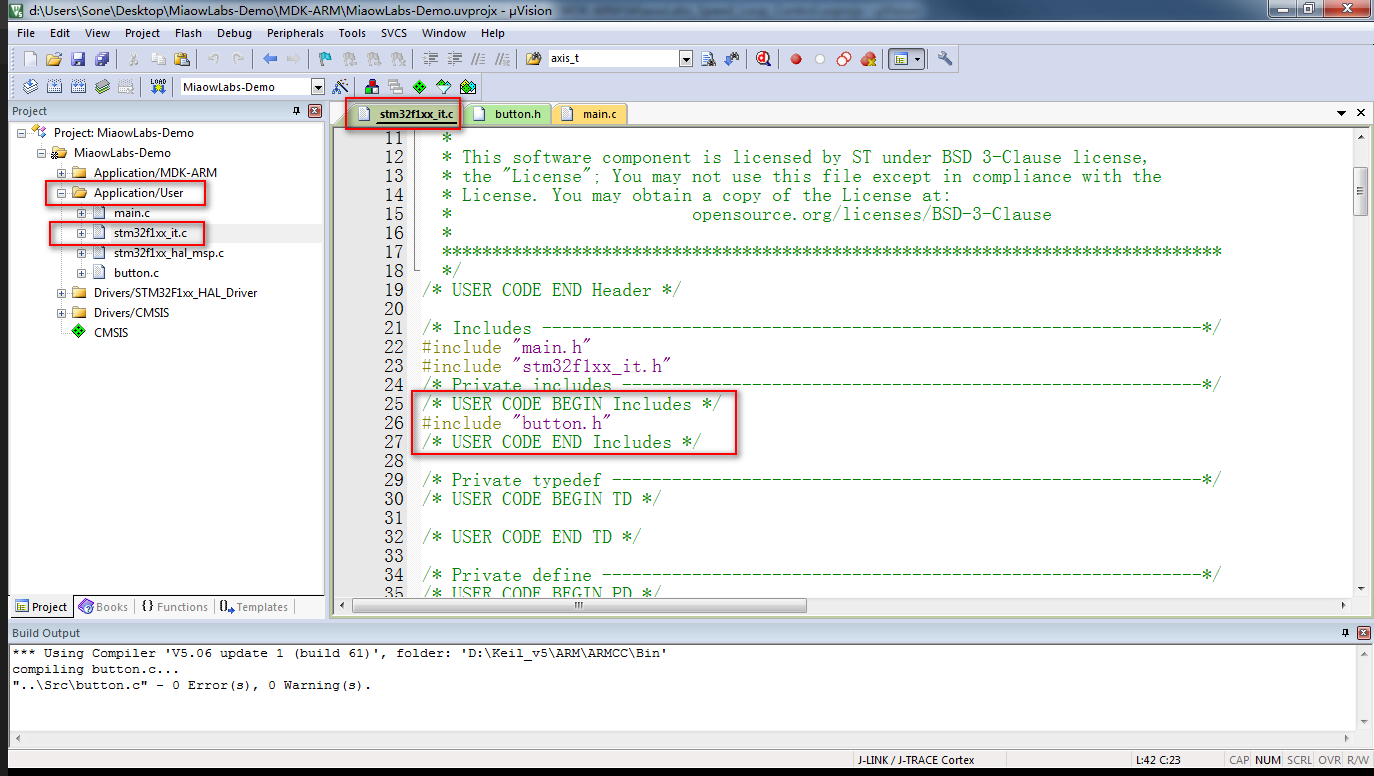 d:\Users\Sone\Desktop\MiaowLabs-Demo\MDK-ARM\MiaowLabs-Demo.uvprojx - µVision
File Edit View Project Flash Debug Peripherals Tools SVCS Window Help
axis_t
LOAD
MiaowLabs-Demo
Project
stm32f1xx_it.c
button.h
main.c
Project: MiaowLabs-Demo
MiaowLabs-Demo
Application/MDK-ARM
Application/User
main.c
stm32f1xx_it.c
stm32f1xx_hal_msp.c
button.c
Drivers/STM32F1xx_HAL_Driver
Drivers/CMSIS
CMSIS
11 *
12 * This software component is licensed by ST under BSD 3-Clause license,
13 * the "License"; You may not use this file except in compliance with the
14 * License. You may obtain a copy of the License at:
15 * opensource.org/licenses/BSD-3-Clause
16 *
17 ******************************************************************************
18 */
19 /* USER CODE END Header */
20
21 /* Includes ------------------------------------------------------------------*/
22 #include "main.h"
23 #include "stm32f1xx_it.h"
24 /* Private includes ----------------------------------------------------------*/
25 /* USER CODE BEGIN Includes */
26 #include "button.h"
27 /* USER CODE END Includes */
28
29 /* Private typedef -----------------------------------------------------------*/
30 /* USER CODE BEGIN TD */
31
32 /* USER CODE END TD */
33
34 /* Private define ------------------------------------------------------------*/
35 /* USER CODE BEGIN PD */
Project Books {} Functions Templates
Build Output
*** Using Compiler 'V5.06 update 1 (build 61)', folder: 'D:\Keil_v5\ARM\ARMCC\Bin'
compiling button.c...
"..\Src\button.c" - 0 Error(s), 0 Warning(s).
J-LINK / J-TRACE Cortex L:42 C:23 CAP NUM SCRL OVR R/W